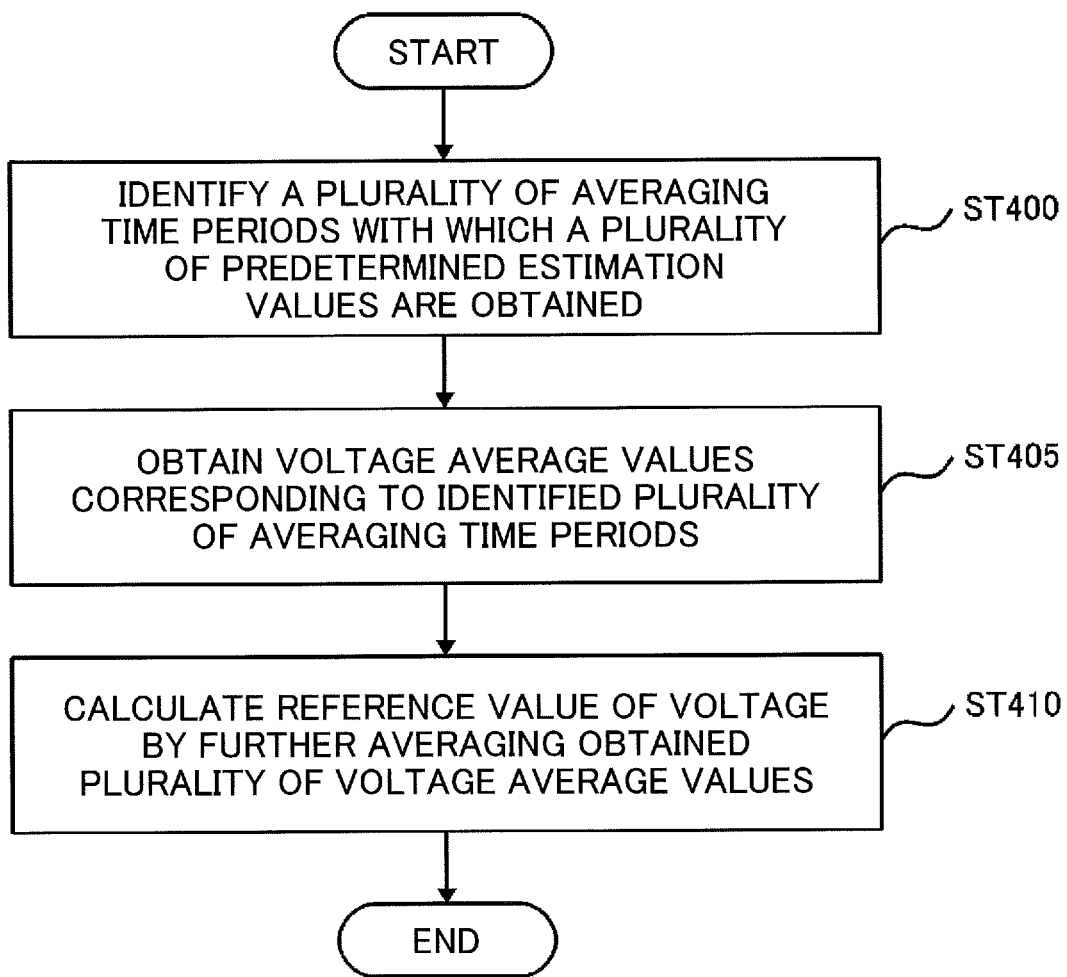 START
IDENTIFY A PLURALITY OF AVERAGING
TIME PERIODS WITH WHICH A PLURALITY
OF PREDETERMINED ESTIMATION
VALUES ARE OBTAINED
ST400
OBTAIN VOLTAGE AVERAGE VALUES
CORRESPONDING TO IDENTIFIED PLURALITY
OF AVERAGING TIME PERIODS
ST405
CALCULATE REFERENCE VALUE OF VOLTAGE
BY FURTHER AVERAGING OBTAINED
PLURALITY OF VOLTAGE AVERAGE VALUES
ST410
END